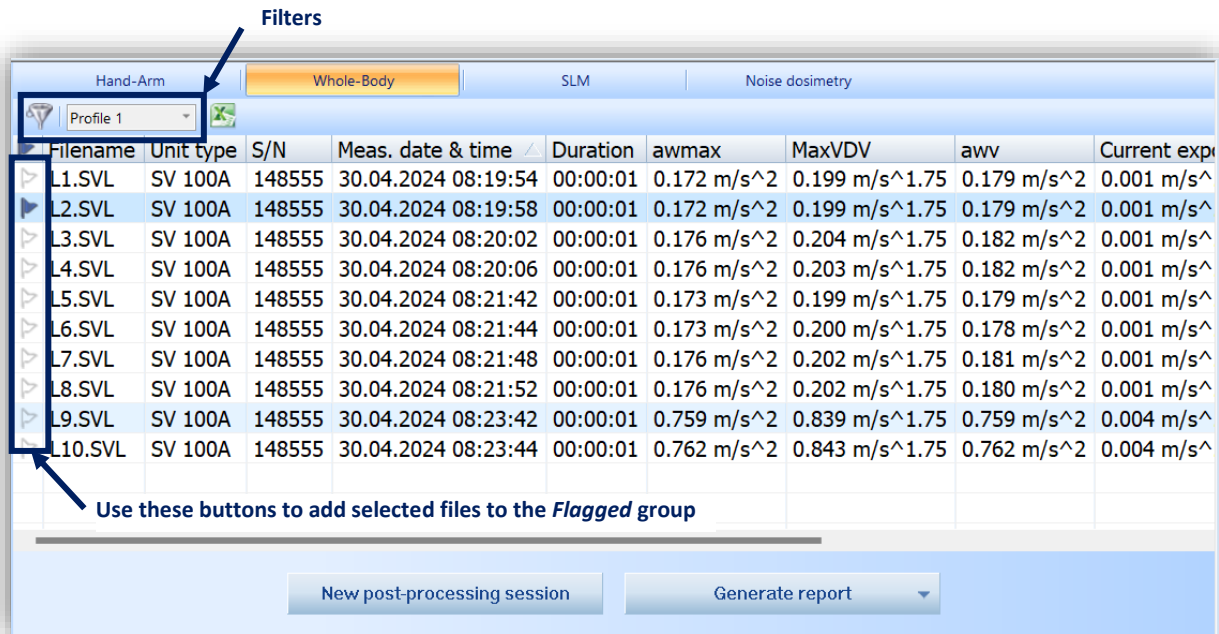 Filters
Hand-Arm Whole-Body SLM Noise dosimetry
Profile 1
Filename Unit type S/N Meas. date & time Duration awmax MaxVDV awv Current expo
L1.SVL SV 100A 148555 30.04.2024 08:19:54 00:00:01 0.172 m/s^2 0.199 m/s^1.75 0.179 m/s^2 0.001 m/s^
L2.SVL SV 100A 148555 30.04.2024 08:19:58 00:00:01 0.172 m/s^2 0.199 m/s^1.75 0.179 m/s^2 0.001 m/s^
L3.SVL SV 100A 148555 30.04.2024 08:20:02 00:00:01 0.176 m/s^2 0.204 m/s^1.75 0.182 m/s^2 0.001 m/s^
L4.SVL SV 100A 148555 30.04.2024 08:20:06 00:00:01 0.176 m/s^2 0.203 m/s^1.75 0.182 m/s^2 0.001 m/s^
L5.SVL SV 100A 148555 30.04.2024 08:21:42 00:00:01 0.173 m/s^2 0.199 m/s^1.75 0.179 m/s^2 0.001 m/s^
L6.SVL SV 100A 148555 30.04.2024 08:21:44 00:00:01 0.173 m/s^2 0.200 m/s^1.75 0.178 m/s^2 0.001 m/s^
L7.SVL SV 100A 148555 30.04.2024 08:21:48 00:00:01 0.176 m/s^2 0.202 m/s^1.75 0.181 m/s^2 0.001 m/s^
L8.SVL SV 100A 148555 30.04.2024 08:21:52 00:00:01 0.176 m/s^2 0.202 m/s^1.75 0.180 m/s^2 0.001 m/s^
L9.SVL SV 100A 148555 30.04.2024 08:23:42 00:00:01 0.759 m/s^2 0.839 m/s^1.75 0.759 m/s^2 0.004 m/s^
L10.SVL SV 100A 148555 30.04.2024 08:23:44 00:00:01 0.762 m/s^2 0.843 m/s^1.75 0.762 m/s^2 0.004 m/s^
Use these buttons to add selected files to the Flagged group
New post-processing session Generate report